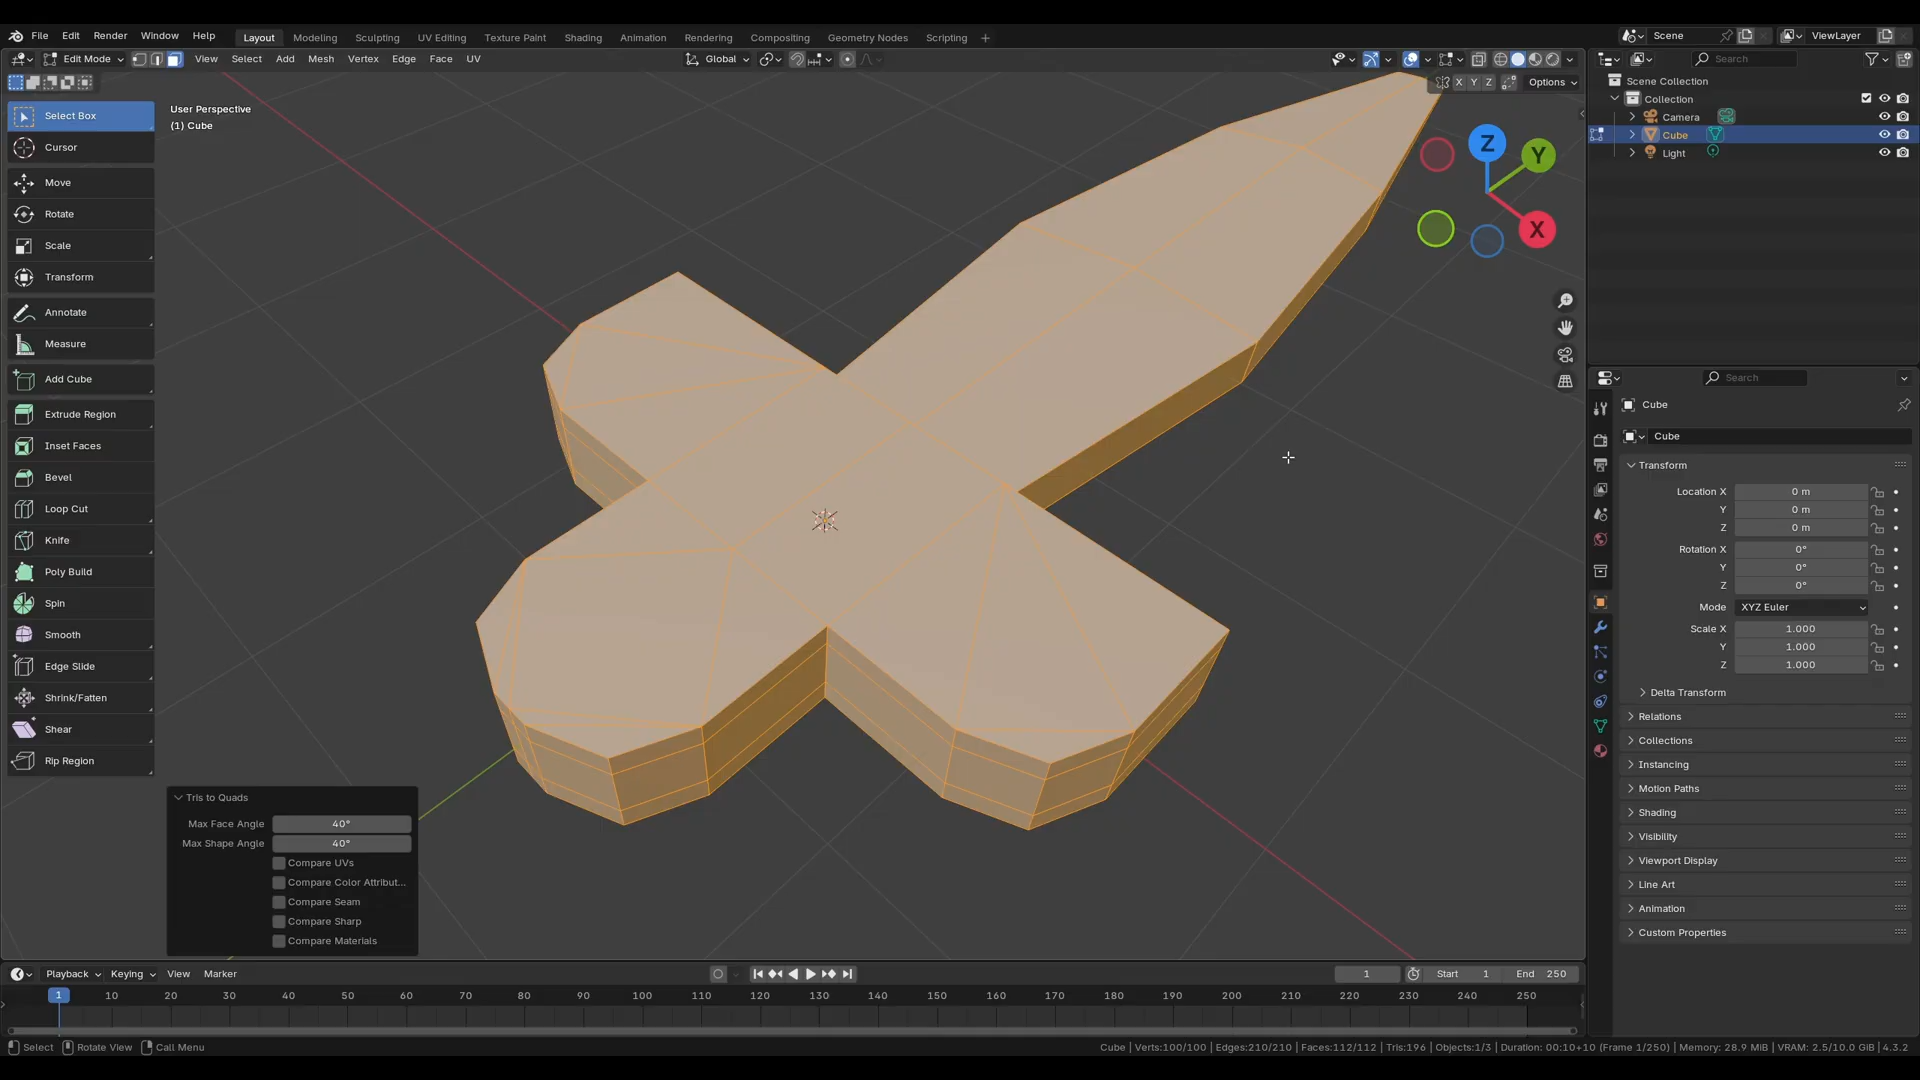 File Edit Render Window Help Layout Modeling Sculpting UV Editing Texture Paint Shading Animation Rendering Compositing Geometry Nodes Scripting + Scene ViewLayer
Edit Mode View Select Add Mesh Vertex Edge Face UV Global Search
X Y Z Options
User Perspective
(1) Cube
Select Box
Cursor
Move
Rotate
Scale
Transform
Annotate
Measure
Add Cube
Extrude Region
Inset Faces
Bevel
Loop Cut
Knife
Poly Build
Spin
Smooth
Edge Slide
Shrink/Fatten
Shear
Rip Region
Z
Y
X
Tris to Quads
Max Face Angle 40°
Max Shape Angle 40°
Compare UVs
Compare Color Attribut...
Compare Seam
Compare Sharp
Compare Materials
Scene Collection
Collection
Camera
Cube
Light
Search
Cube
Cube
Transform
Location X 0 m
Y 0 m
Z 0 m
Rotation X 0°
Y 0°
Z 0°
Mode XYZ Euler
Scale X 1.000
Y 1.000
Z 1.000
Delta Transform
Relations
Collections
Instancing
Motion Paths
Shading
Visibility
Viewport Display
Line Art
Animation
Custom Properties
Playback Keying View Marker 1 Start 1 End 250
1 10 20 30 40 50 60 70 80 90 100 110 120 130 140 150 160 170 180 190 200 210 220 230 240 250
Select Rotate View Call Menu Cube | Verts:100/100 | Edges:210/210 | Faces:112/112 | Tris:196 | Objects:1/3 | Duration: 00:10+10 (Frame 1/250) | Memory: 28.9 MiB | VRAM: 2.5/10.0 GiB | 4.3.2